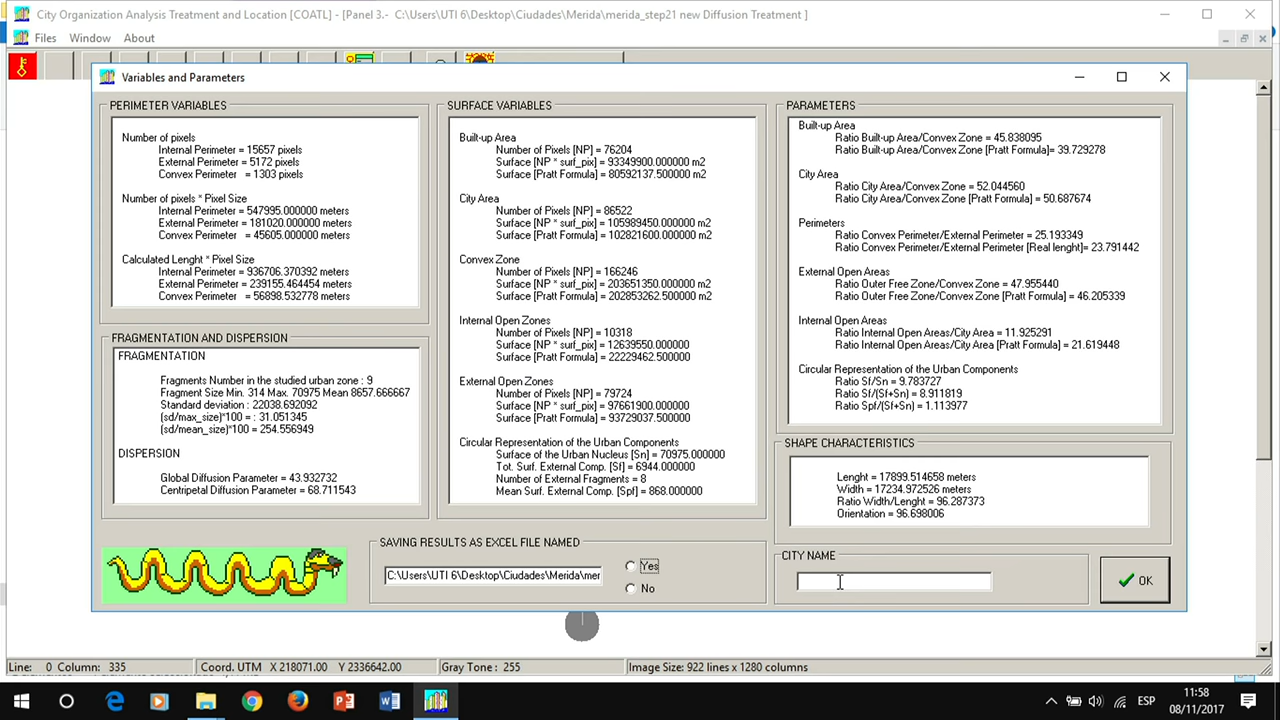 City Organization Analysis Treatment and Location [COATL] - [Panel 3.-  C:\Users\UTI 6\Desktop\Ciudades\Merida\merida_step21 new Diffusion Treatment ]
Files Window About
Variables and Parameters
PERIMETER VARIABLES
Number of pixels
Internal Perimeter = 15657 pixels
External Perimeter = 5172 pixels
Convex Perimeter = 1303 pixels
Number of pixels * Pixel Size
Internal Perimeter = 547995.000000 meters
External Perimeter = 181020.000000 meters
Convex Perimeter = 45605.000000 meters
Calculated Lenght * Pixel Size
Internal Perimeter = 936706.370392 meters
External Perimeter = 239155.464454 meters
Convex Perimeter = 56898.532778 meters
FRAGMENTATION AND DISPERSION
FRAGMENTATION
Fragments Number in the studied urban zone : 9
Fragment Size Min. 314 Max. 70975 Mean 8657.666667
Standard deviation : 22038.692092
(sd/max_size)*100 = : 31.051345
(sd/mean_size)*100 = 254.556949
DISPERSION
Global Diffusion Parameter = 43.932732
Centripetal Diffusion Parameter = 68.711543
SURFACE VARIABLES
Built-up Area
Number of Pixels [NP] = 76204
Surface [NP * surf_pix] = 93349900.000000 m2
Surface [Pratt Formula] = 80592137.500000 m2
City Area
Number of Pixels [NP] = 86522
Surface [NP * surf_pix] = 105989450.000000 m2
Surface [Pratt Formula] = 102821600.000000 m2
Convex Zone
Number of Pixels [NP] = 166246
Surface [NP * surf_pix] = 203651350.000000 m2
Surface [Pratt Formula] = 202853262.500000 m2
Internal Open Zones
Number of Pixels [NP] = 10318
Surface [NP * surf_pix] = 12639550.000000
Surface [Pratt Formula] = 22229462.500000
External Open Zones
Number of Pixels [NP] = 79724
Surface [NP * surf_pix] = 97661900.000000
Surface [Pratt Formula] = 93729037.500000
Circular Representation of the Urban Components
Surface of the Urban Nucleus [Sn] = 70975.000000
Tot. Surf. External Comp. [Sf] = 6944.000000
Number of External Fragments = 8
Mean Surf. External Comp. [Spf] = 868.000000
PARAMETERS
Built-up Area
Ratio Built-up Area/Convex Zone = 45.838095
Ratio Built-up Area/Convex Zone [Pratt Formula]= 39.729278
City Area
Ratio City Area/Convex Zone = 52.044560
Ratio City Area/Convex Zone [Pratt Formula] = 50.687674
Perimeters
Ratio Convex Perimeter/External Perimeter = 25.193349
Ratio Convex Perimeter/External Perimeter [Real lenght]= 23.791442
External Open Areas
Ratio Outer Free Zone/Convex Zone = 47.955440
Ratio Outer Free Zone/Convex Zone [Pratt Formula] = 46.205339
Internal Open Areas
Ratio Internal Open Areas/City Area = 11.925291
Ratio Internal Open Areas/City Area [Pratt Formula] = 21.619448
Circular Representation of the Urban Components
Ratio Sf/Sn = 9.783727
Ratio Sf/(Sf+Sn) = 8.911819
Ratio Spf/(Sf+Sn) = 1.113977
SHAPE CHARACTERISTICS
Lenght = 17899.514658 meters
Width = 17234.972526 meters
Ratio Width/Lenght = 96.287373
Orientation = 96.698006
SAVING RESULTS AS EXCEL FILE NAMED
C:\Users\UTI 6\Desktop\Ciudades\Merida\mer
Yes
No
CITY NAME
OK
Line: 0 Column: 335 Coord. UTM X 218071.00 Y 2336642.00 Gray Tone : 255 Image Size: 922 lines x 1280 columns
ESP
11:58
08/11/2017